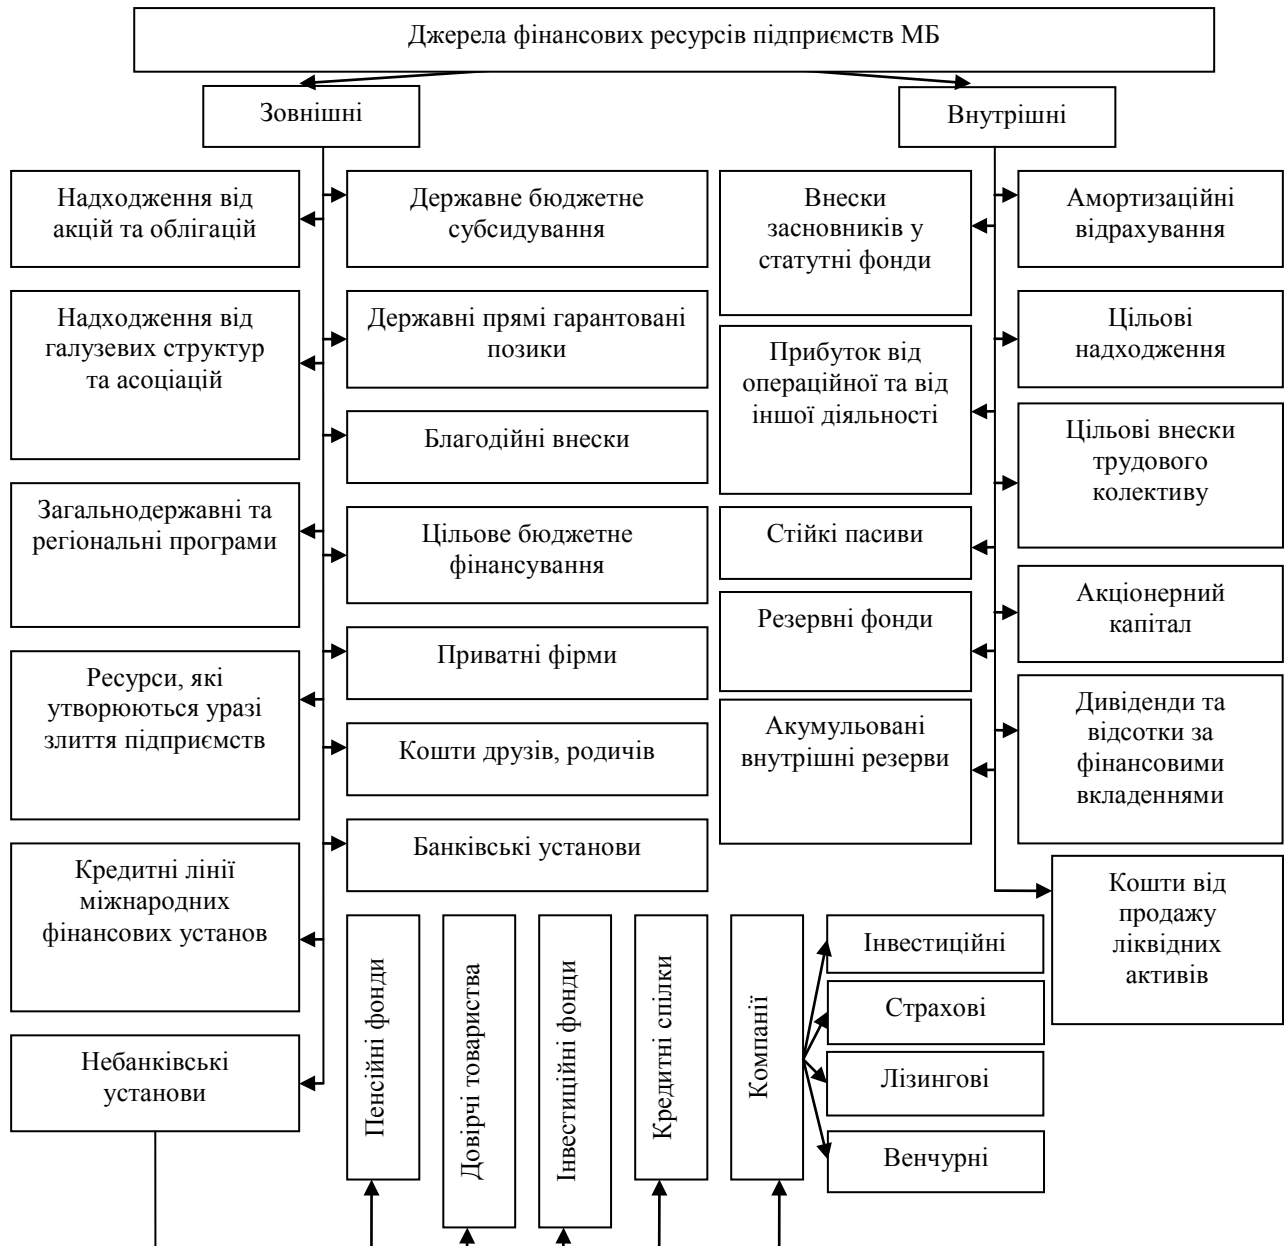 Джерела фінансових ресурсів підприємств МБ
Зовнішні
Внутрішні
Надходження від
акцій та облігацій
Державне бюджетне
субсидування
Внески
засновників у
статутні фонди
Амортизаційні
відрахування
Надходження від
галузевих структур
та асоціацій
Державні прямі гарантовані
позики
Прибуток від
операційної та від
іншої діяльності
Цільові
надходження
Благодійні внески
Цільові внески
трудового
колективу
Загальнодержавні та
регіональні програми
Цільове бюджетне
фінансування
Стійкі пасиви
Акціонерний
капітал
Резервні фонди
Приватні фірми
Ресурси, які
утворюються уразі
злиття підприємств
Кошти друзів, родичів
Акумульовані
внутрішні резерви
Дивіденди та
відсотки за
фінансовими
вкладеннями
Банківські установи
Кредитні лінії
міжнародних
фінансових установ
Кошти від
продажу
ліквідних
активів
Небанківські
установи
Пенсійні фонди
Довірчі товариства
Інвестиційні фонди
Кредитні спілки
Компанії
Інвестиційні
Страхові
Лізингові
Венчурні